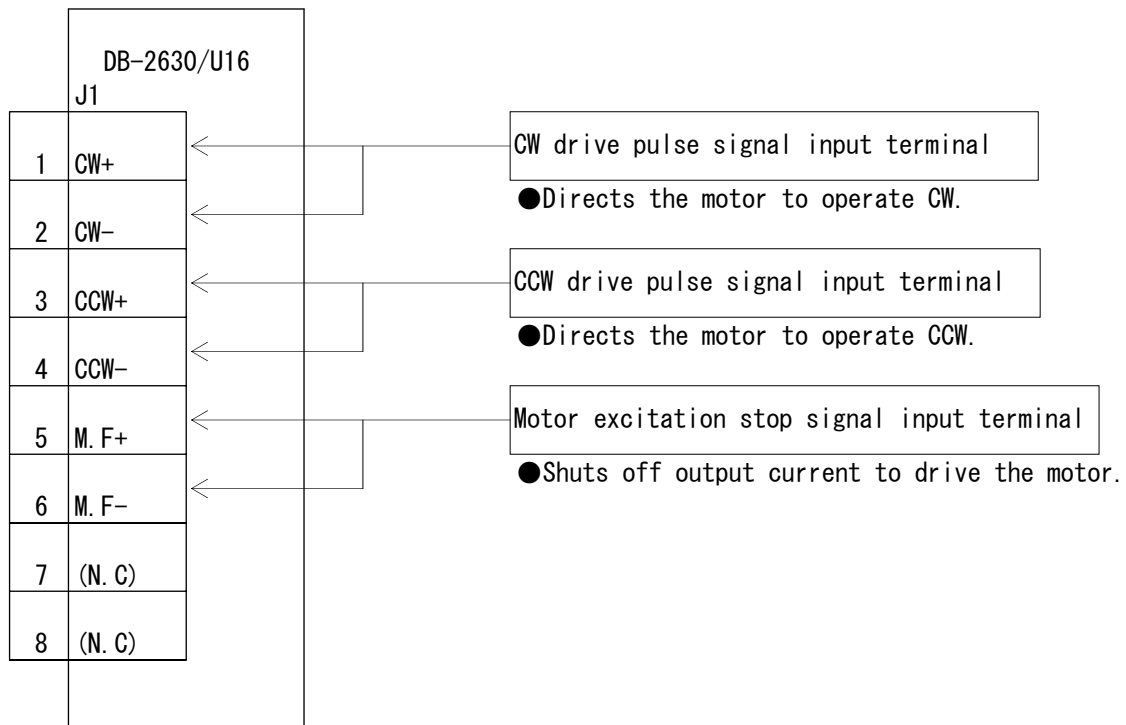 DB-2630/U16
J1
1 CW+
CW drive pulse signal input terminal
●Directs the motor to operate CW.
2 CW-
3 CCW+
CCW drive pulse signal input terminal
●Directs the motor to operate CCW.
4 CCW-
5 M.F+
Motor excitation stop signal input terminal
●Shuts off output current to drive the motor.
6 M.F-
7 (N.C)
8 (N.C)